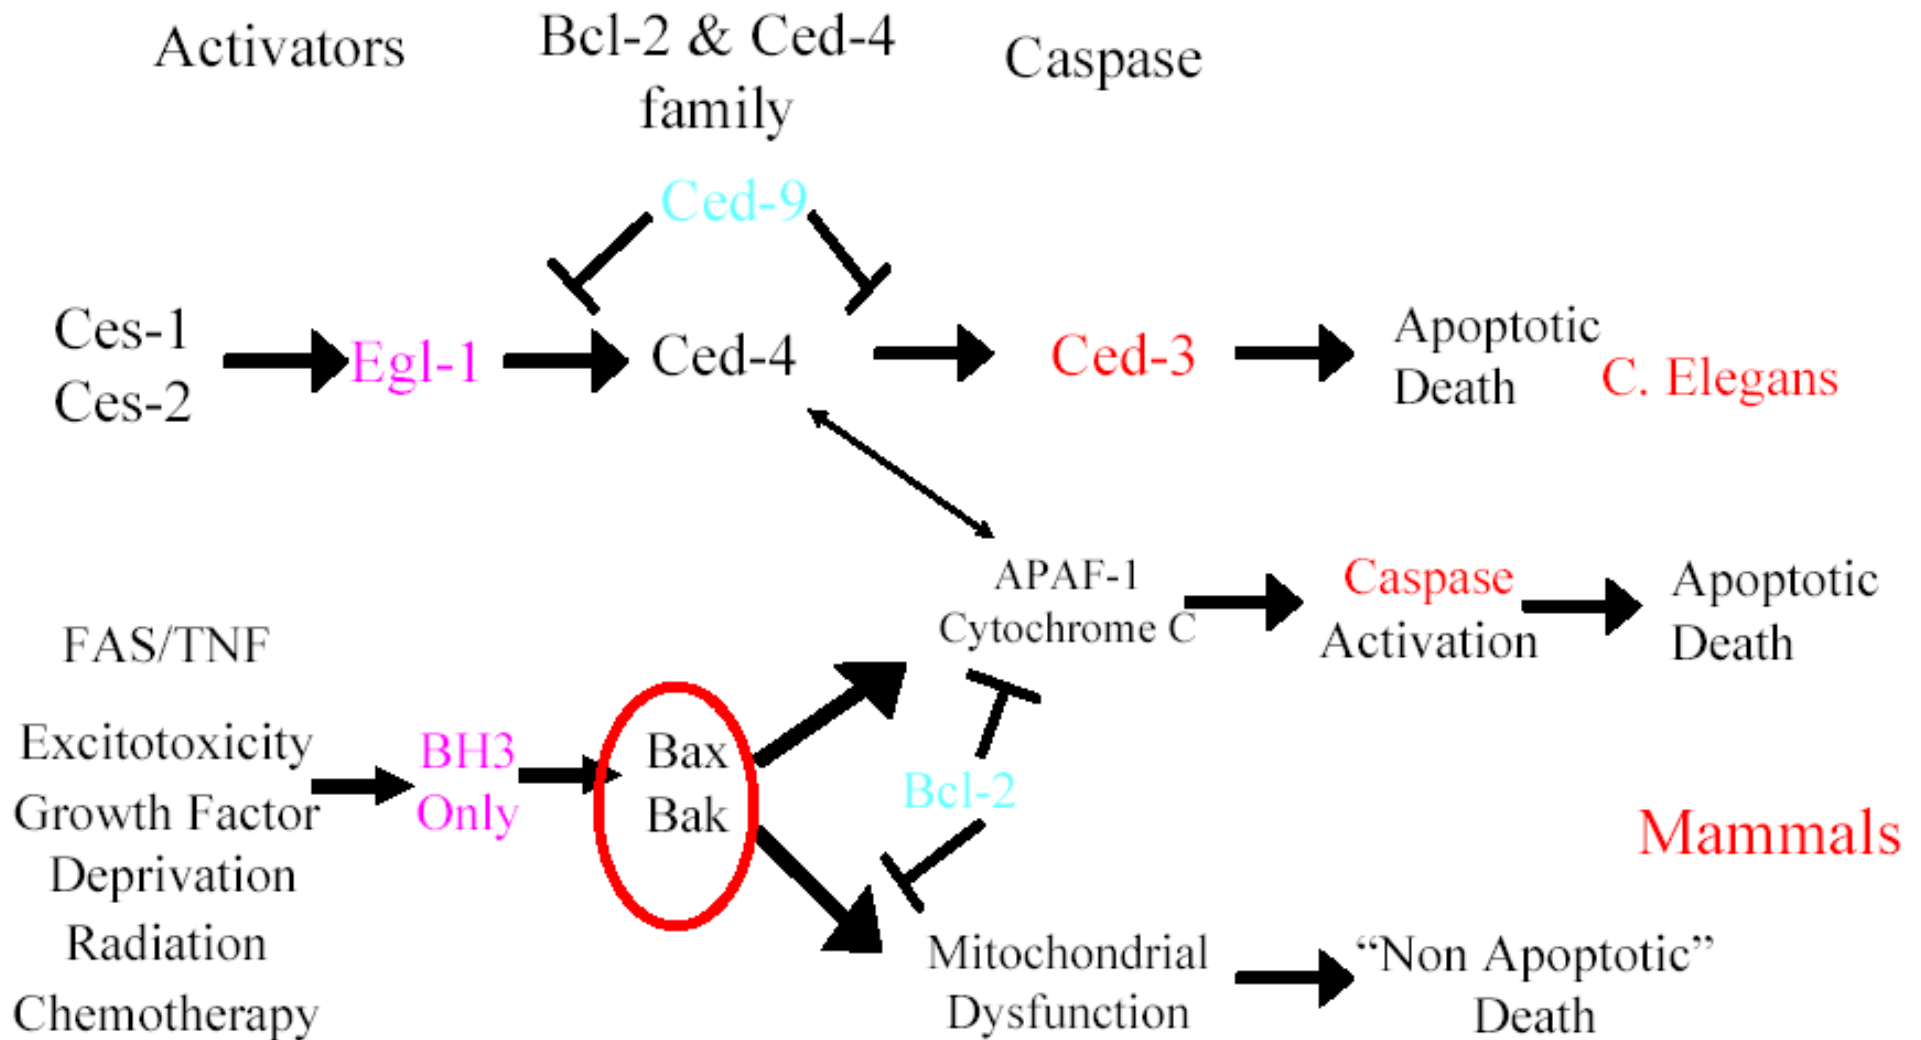 Activators
Bcl-2 & Ced-4
family
Caspase
Ced-9
Ces-1
Ces-2
Egl-1
Ced-4
Ced-3
Apoptotic
Death
C. Elegans
APAF-1
Cytochrome C
Caspase
Activation
Apoptotic
Death
FAS/TNF
Excitotoxicity
Growth Factor
Deprivation
Radiation
Chemotherapy
BH3
Only
Bax
Bak
Bcl-2
Mammals
Mitochondrial
Dysfunction
“Non Apoptotic”
Death